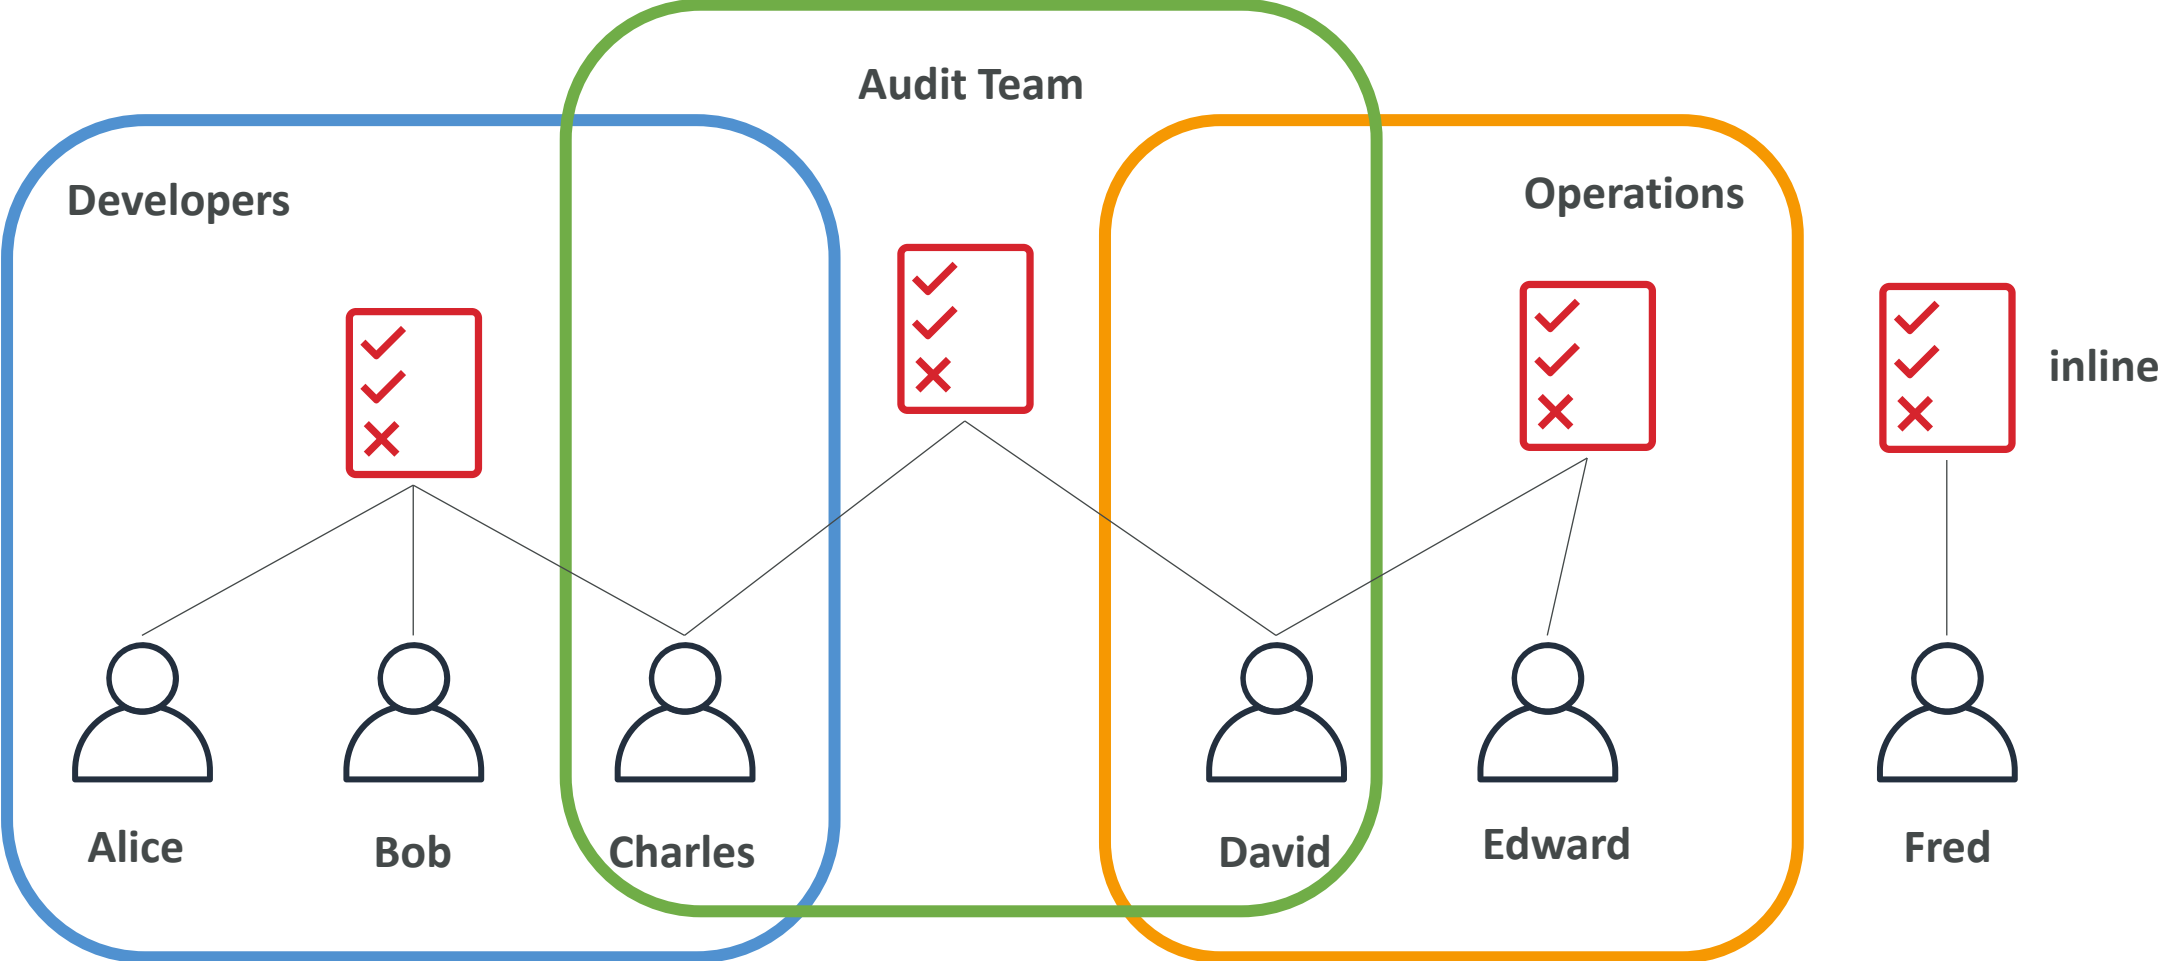 Audit Team
Developers
Operations
inline
Alice
Bob
Charles
David
Edward
Fred